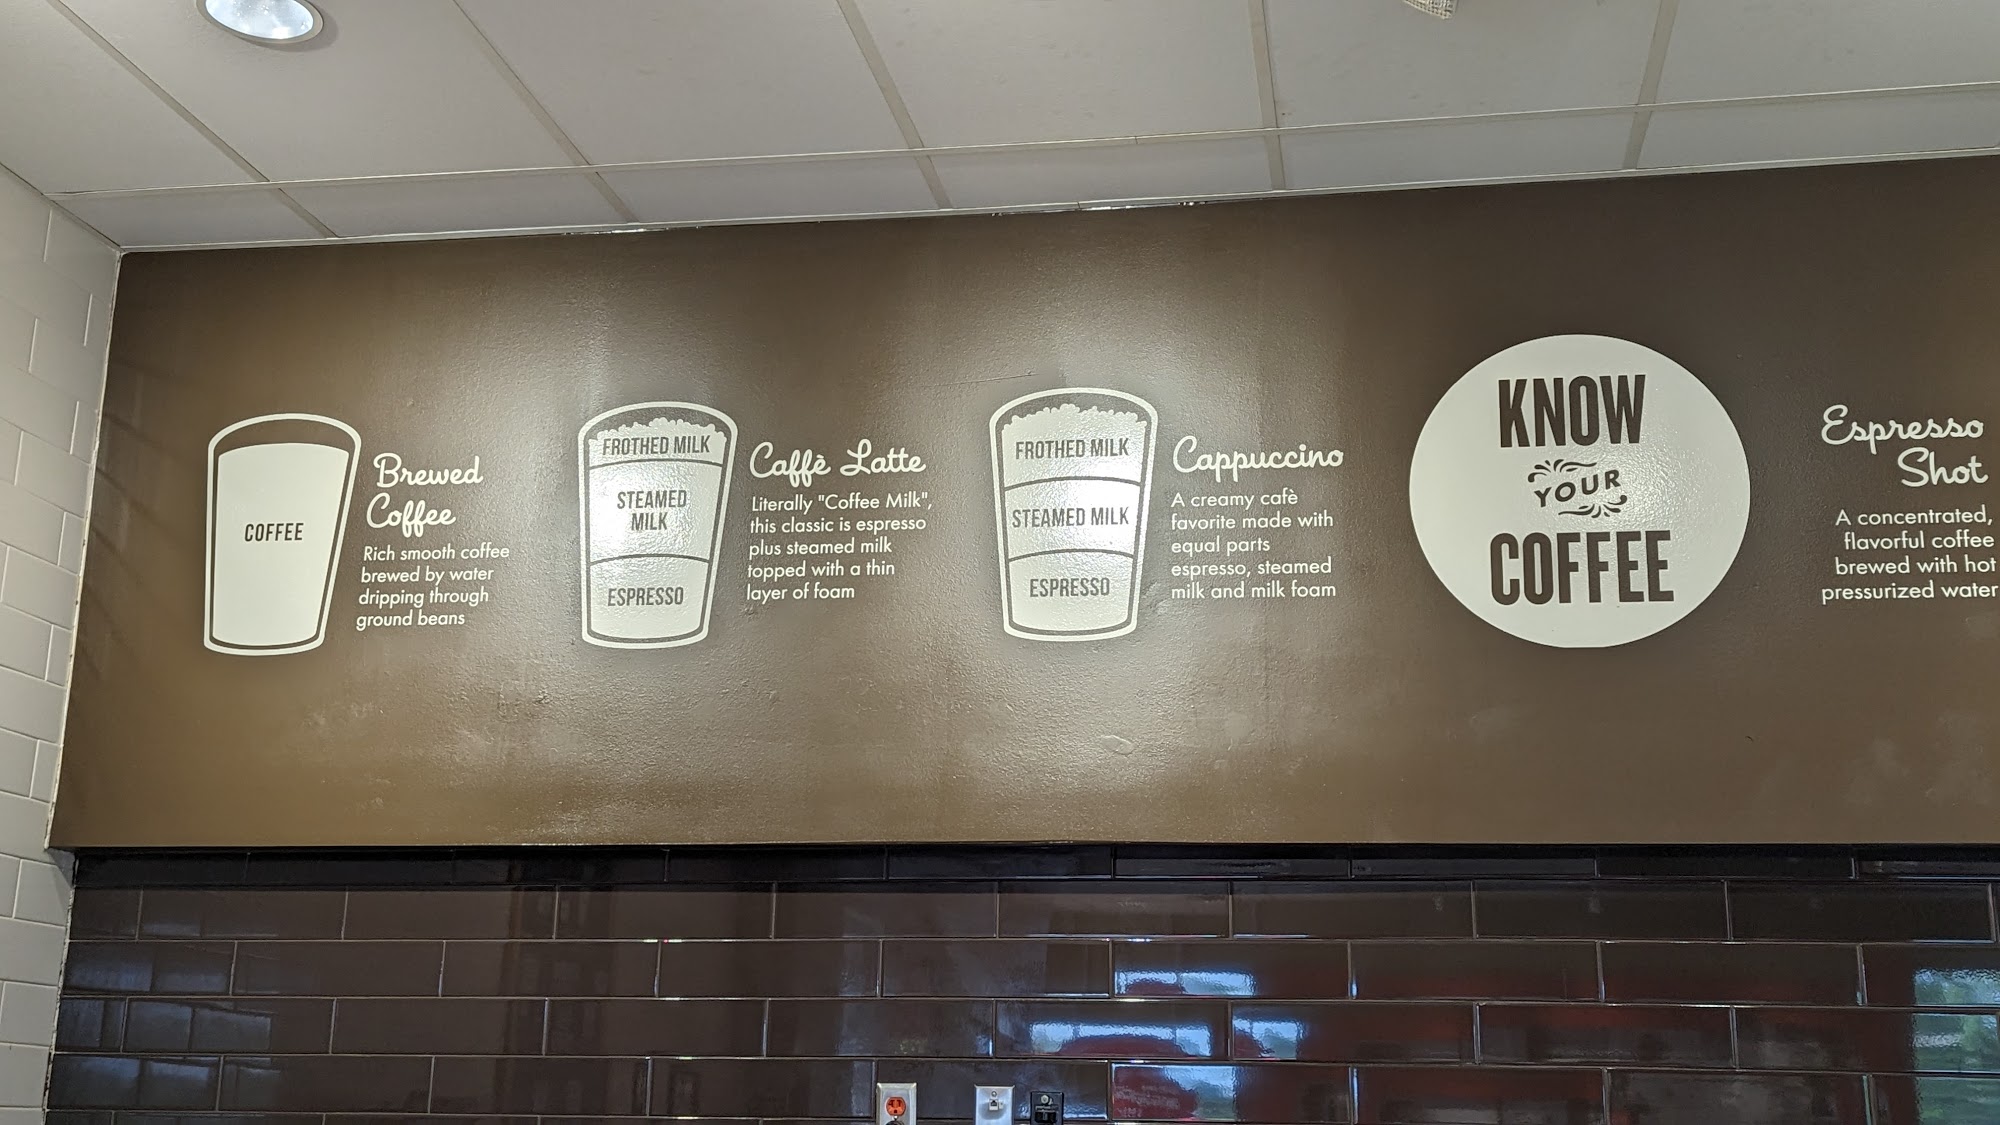 COFFEE
Brewed
Coffee
Rich smooth coffee
brewed by water
dripping through
ground beans
FROTHED MILK
STEAMED
MILK
ESPRESSO
Caffè Latte
Literally "Coffee Milk",
this classic is espresso
plus steamed milk
topped with a thin
layer of foam
FROTHED MILK
STEAMED MILK
ESPRESSO
Cappuccino
A creamy cafè
favorite made with
equal parts
espresso, steamed
milk and milk foam
KNOW
YOUR
COFFEE
Espresso
Shot
A concentrated,
flavorful coffee
brewed with hot
pressurized water